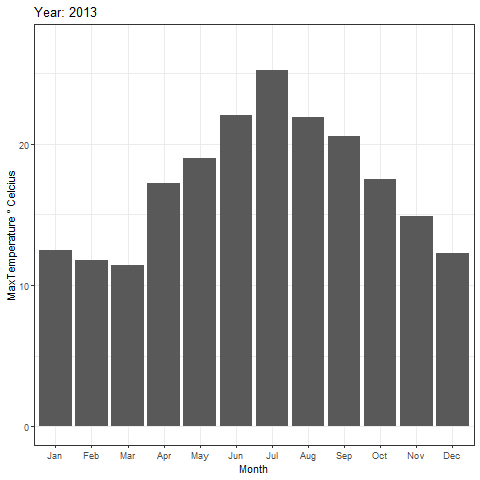 Year: 2013
MaxTemperature ° Celcius
20
10
0
Jan Feb Mar Apr May Jun Jul Aug Sep Oct Nov Dec
Month